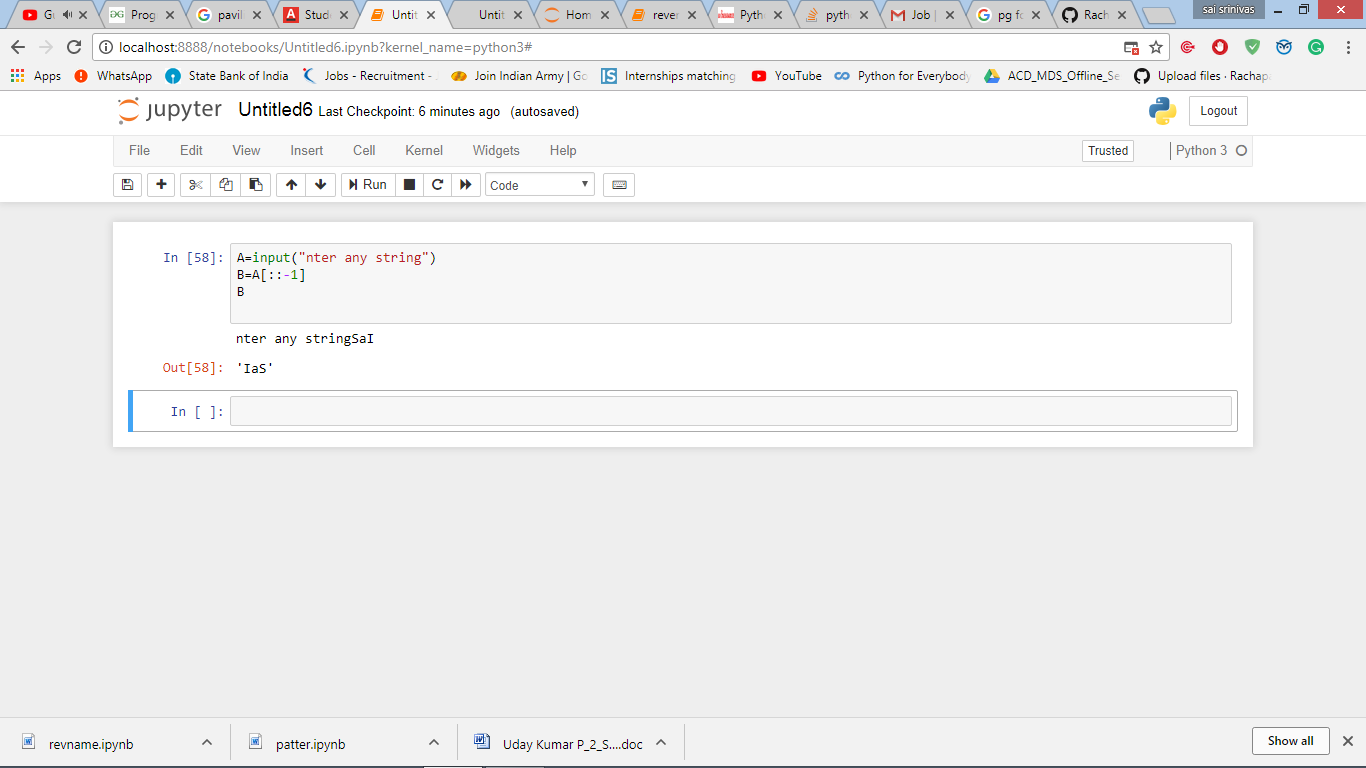 Gi
Prog
pavil
Stude
Untit
Untit
Hom
rever
Pyth
pyth
Job |
pg fo
Rach
sai srinivas
localhost:8888/notebooks/Untitled6.ipynb?kernel_name=python3#
Apps WhatsApp State Bank of India Jobs - Recruitment - Join Indian Army | Go IS Internships matching YouTube Python for Everybody ACD_MDS_Offline_Se Upload files · Rachap
jupyter Untitled6 Last Checkpoint: 6 minutes ago (autosaved) Logout
File Edit View Insert Cell Kernel Widgets Help Trusted Python 3
Run Code
In [58]: A=input("nter any string")
B=A[::-1]
B
nter any stringSaI
Out[58]: 'IaS'
In [ ]:
revname.ipynb patter.ipynb Uday Kumar P_2_S....doc Show all